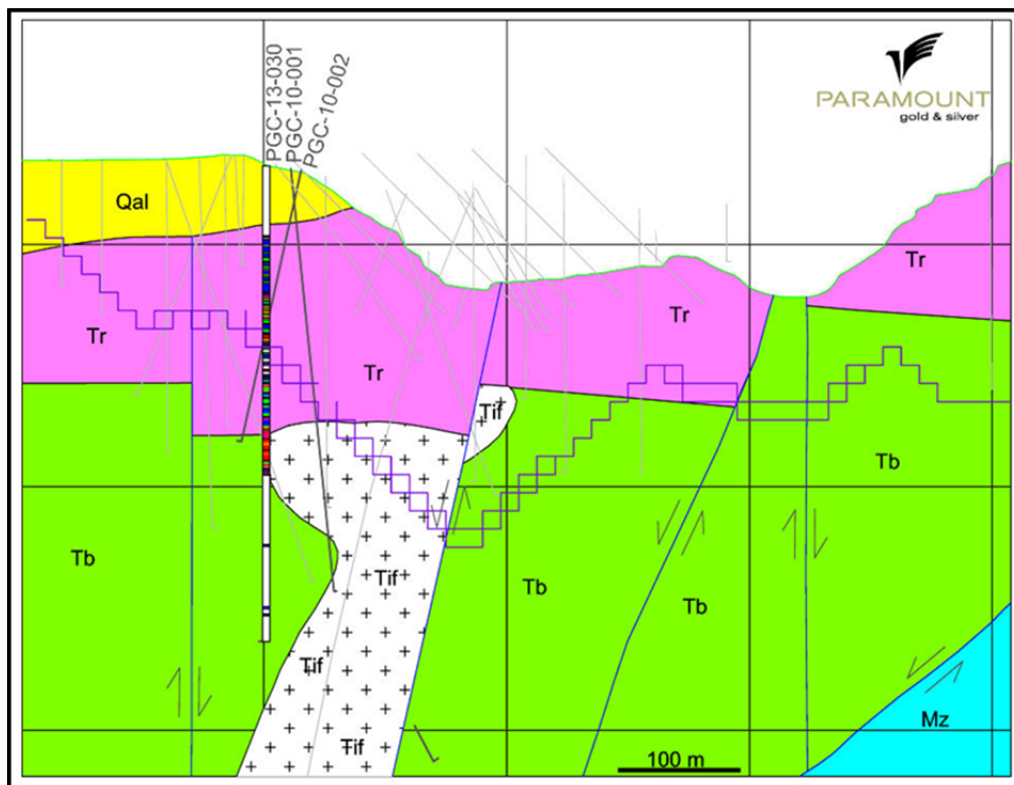 PGC-13-030
PGC-10-001
PGC-10-002
PARAMOUNT
gold & silver
Qal
Tr
Tr
Tr
Tr
Tif
Tb
Tb
Tif
Tb
Tb
Tif
Mz
Tif
100 m